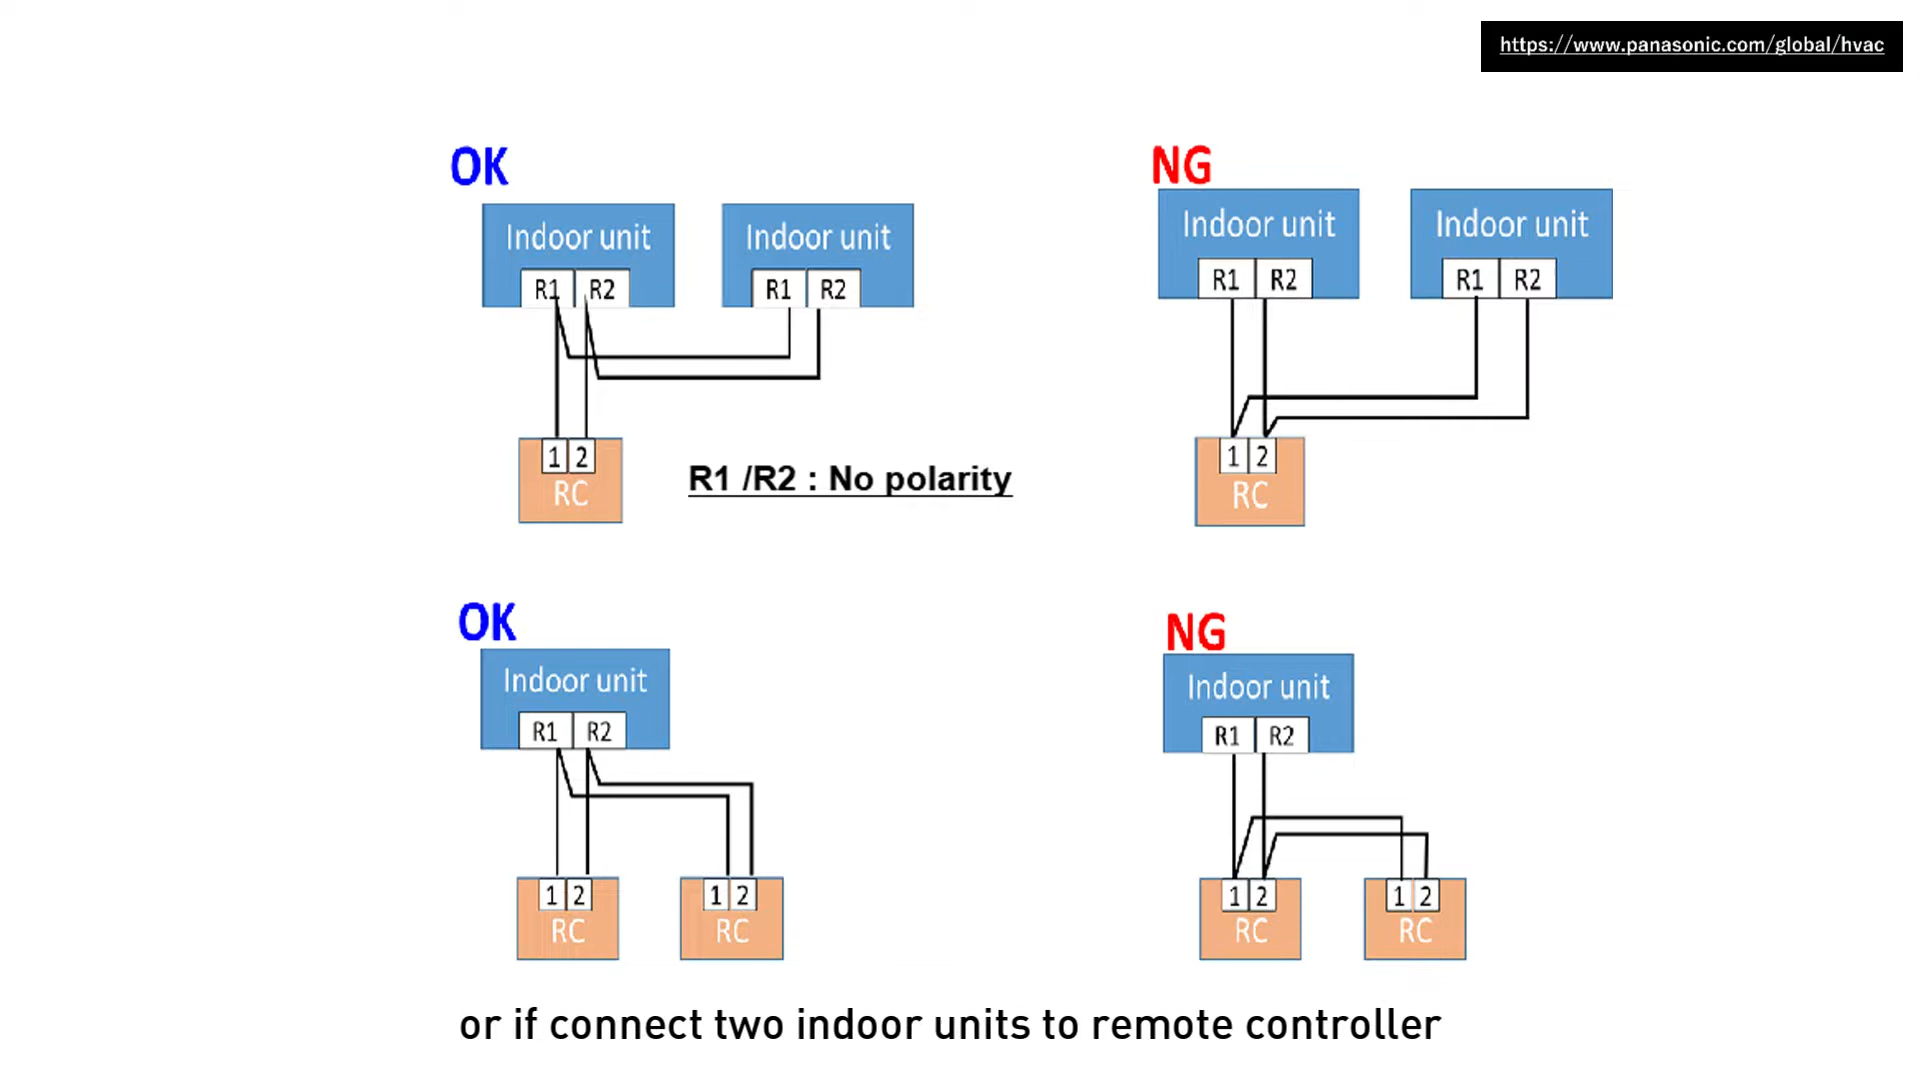 https://www.panasonic.com/global/hvac
OK
Indoor unit
R1 R2
Indoor unit
R1 R2
1 2
RC
R1 /R2 : No polarity
NG
Indoor unit
R1 R2
Indoor unit
R1 R2
1 2
RC
OK
Indoor unit
R1 R2
1 2
RC
1 2
RC
NG
Indoor unit
R1 R2
1 2
RC
1 2
RC
or if connect two indoor units to remote controller